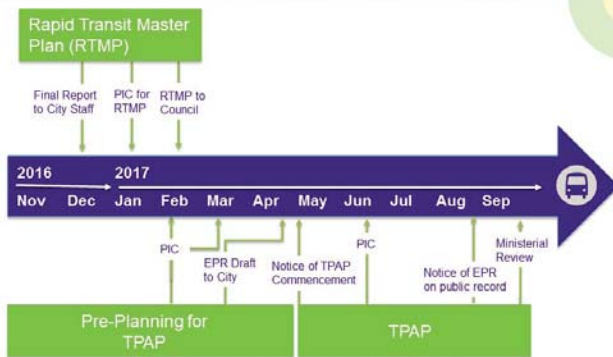 Rapid Transit Master
Plan (RTMP)
Final Report
to City Staff
PIC for
RTMP
RTMP to
Council
2016
2017
Nov Dec Jan Feb Mar Apr May Jun Jul Aug Sep
PIC
EPR Draft
to City
Notice of TPAP
Commencement
PIC
Notice of EPR
on public record
Ministerial
Review
Pre-Planning for
TPAP
TPAP